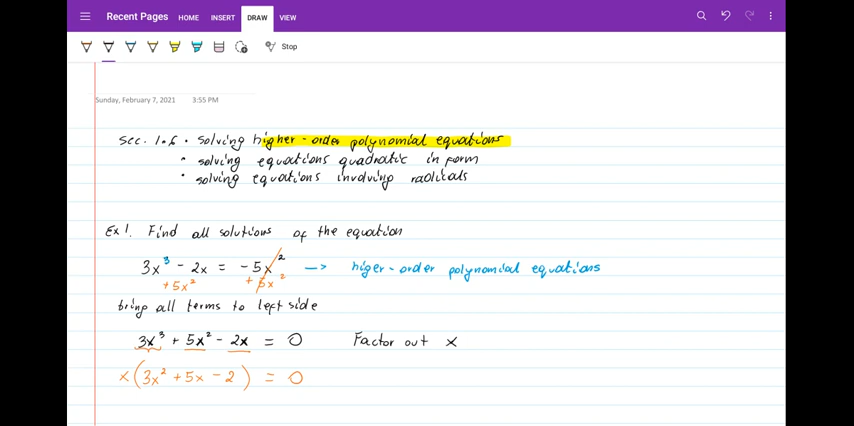 Recent Pages HOME INSERT DRAW VIEW
Stop
Sunday, February 7, 2021 3:55 PM
Sec. 1.6 • solving higher-order polynomial equations
• solving equations quadratic in form
• solving equations involving radicals
Ex 1. Find all solutions of the equation
3x³ - 2x = -5x² → higer-order polynomial equations
+5x² +5x²
bring all terms to left side
3x³ + 5x² - 2x = 0 Factor out x
x(3x² + 5x - 2) = 0